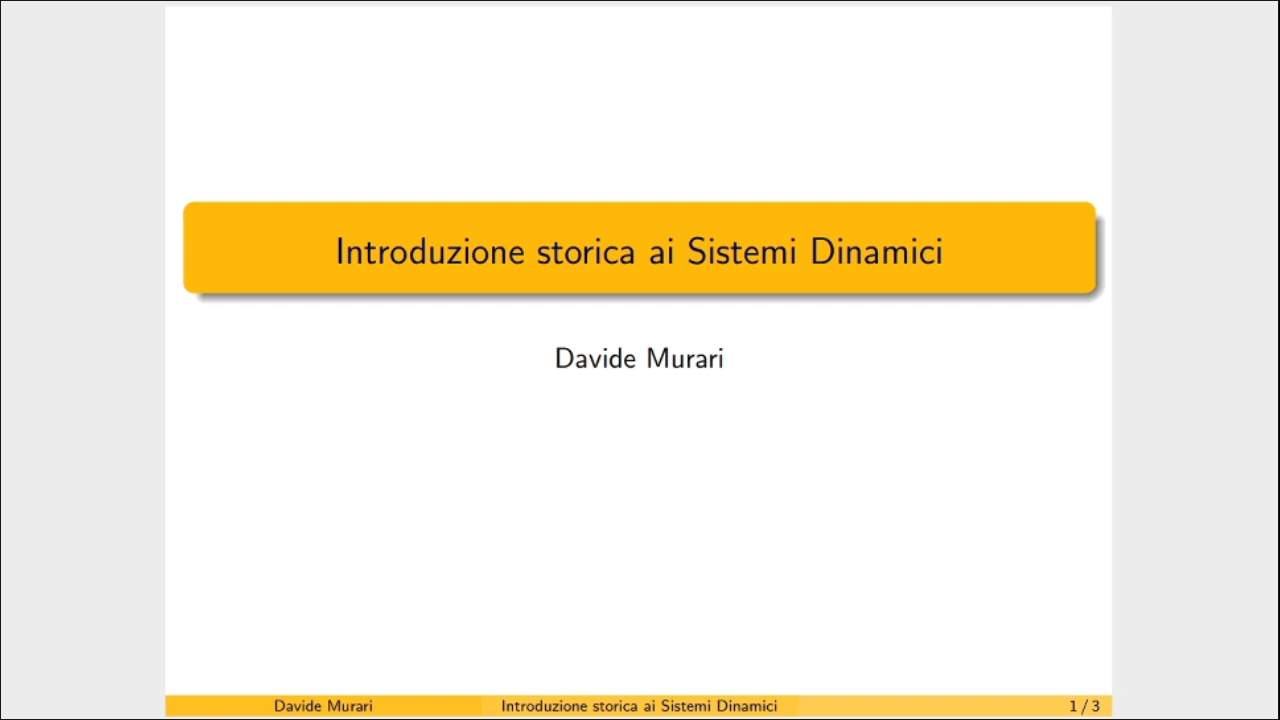 Introduzione storica ai Sistemi Dinamici
Davide Murari
Davide Murari Introduzione storica ai Sistemi Dinamici 1 / 3